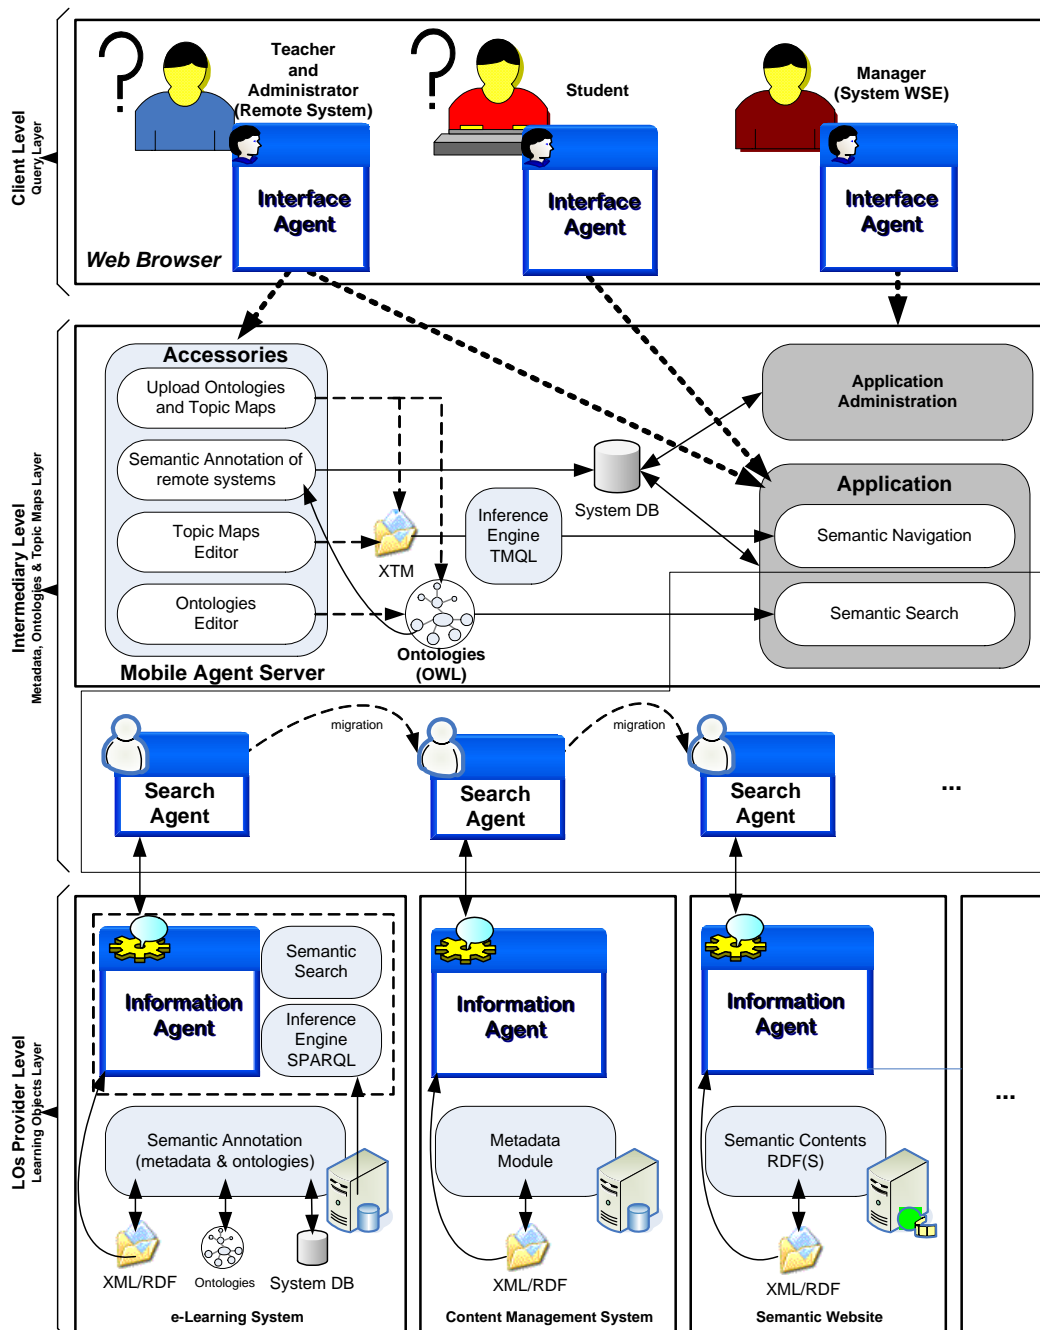 Client Level
Query Layer
Teacher
and
Administrator
(Remote System)
Student
Manager
(System WSE)
Interface
Agent
Interface
Agent
Interface
Agent
Web Browser
Intermediary Level
Metadata, Ontologies & Topic Maps Layer
Accessories
Upload Ontologies
and Topic Maps
Semantic Annotation of
remote systems
Topic Maps
Editor
Ontologies
Editor
Mobile Agent Server
XTM
Ontologies
(OWL)
Inference
Engine
TMQL
System DB
Application
Administration
Application
Semantic Navigation
Semantic Search
migration
migration
Search
Agent
Search
Agent
Search
Agent
...
LOs Provider Level
Learning Objects Layer
Information
Agent
Semantic
Search
Inference
Engine
SPARQL
Semantic Annotation
(metadata & ontologies)
XML/RDF
Ontologies
System DB
e-Learning System
Information
Agent
Metadata
Module
XML/RDF
Content Management System
Information
Agent
Semantic Contents
RDF(S)
XML/RDF
Semantic Website
...